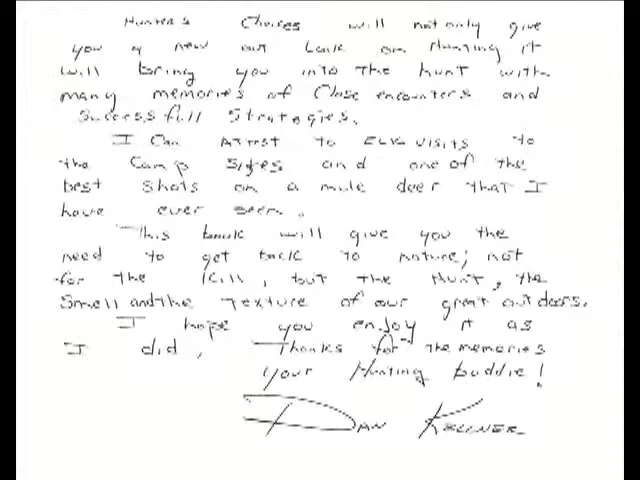 Hunter's Choices will not only give
you a new out look on Hunting it
will bring you into the hunt with
many memories of Close encounters and
Successfull Strategies.
I Can Attest to Elk visits to
the Camp Sites and one of the
best Shots on a mule deer that I
have ever seen.
This book will give you the
need to get back to nature; not
for the Kill, but the Hunt, the
Smell and the Texture of our great outdoors.
I hope you enjoy it as
I did, Thanks for the memories
Your Hunting buddie!
Dan Kellner